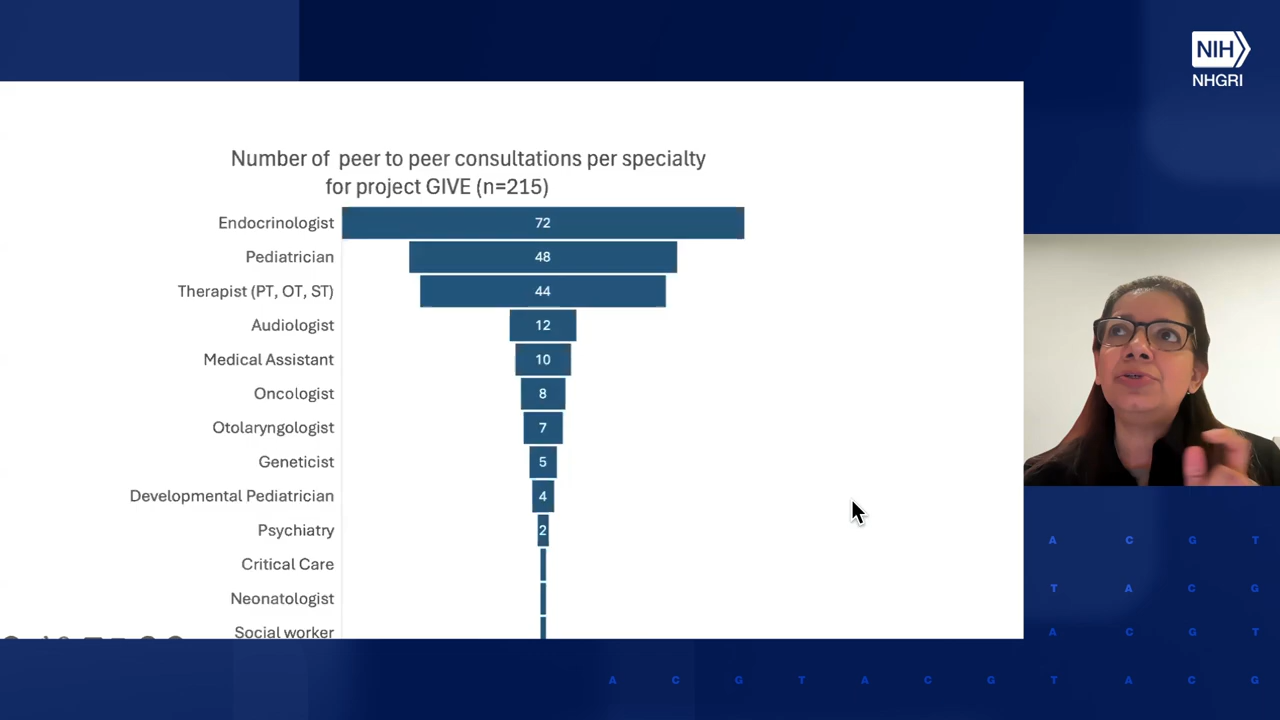 NIH
NHGRI
Number of peer to peer consultations per specialty
for project GIVE (n=215)
Endocrinologist 72
Pediatrician 48
Therapist (PT, OT, ST) 44
Audiologist 12
Medical Assistant 10
Oncologist 8
Otolaryngologist 7
Geneticist 5
Developmental Pediatrician 4
Psychiatry 2
Critical Care
Neonatologist
Social worker
A C G T
T A C G
A C G T
A C G T A C G T A C G